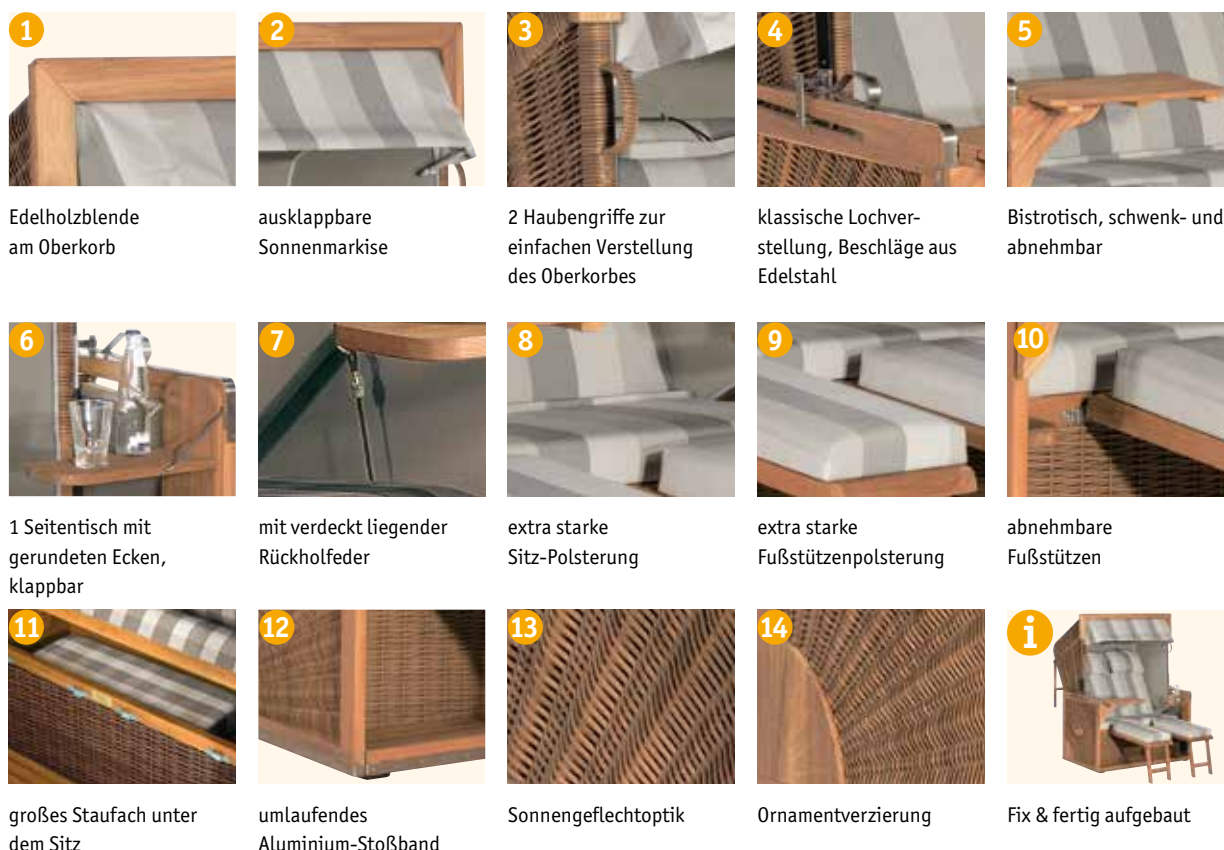 1
Edelholzblende
am Oberkorb
2
ausklappbare
Sonnenmarkise
3
2 Haubengriffe zur
einfachen Verstellung
des Oberkorbes
4
klassische Lochver-
stellung, Beschläge aus
Edelstahl
5
Bistrotisch, schwenk- und
abnehmbar
6
1 Seitentisch mit
gerundeten Ecken,
klappbar
7
mit verdeckt liegender
Rückholfeder
8
extra starke
Sitz-Polsterung
9
extra starke
Fußstützenpolsterung
10
abnehmbare
Fußstützen
11
großes Staufach unter
dem Sitz
12
umlaufendes
Aluminium-Stoßband
13
Sonnengeflechtoptik
14
Ornamentverzierung
i
Fix & fertig aufgebaut